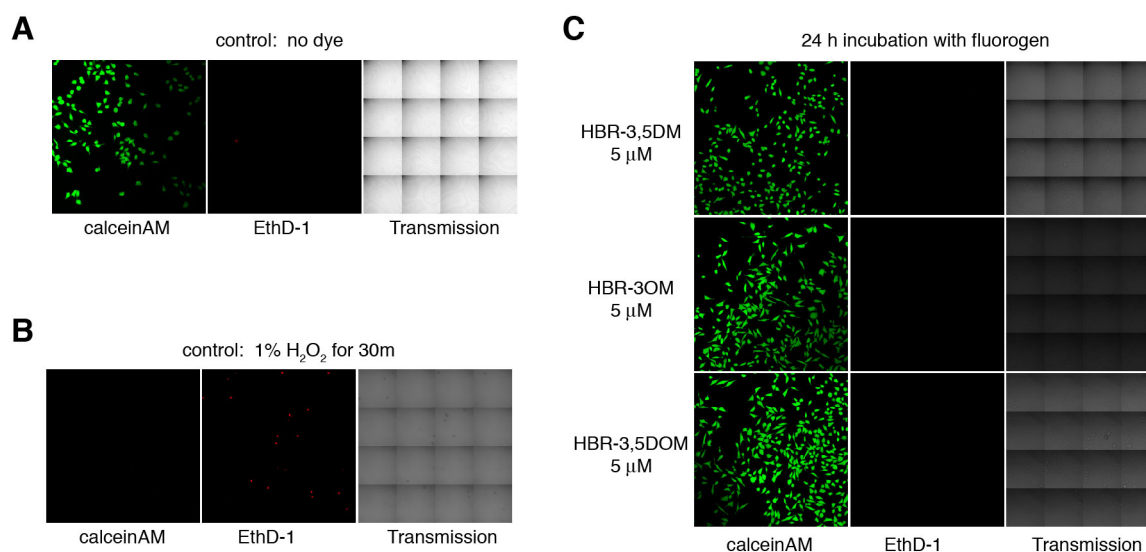 A
control: no dye
calceinAM
EthD-1
Transmission
B
control: 1% H₂O₂ for 30m
calceinAM
EthD-1
Transmission
C
24 h incubation with fluorogen
HBR-3,5DM
5 μM
HBR-3OM
5 μM
HBR-3,5DOM
5 μM
calceinAM
EthD-1
Transmission